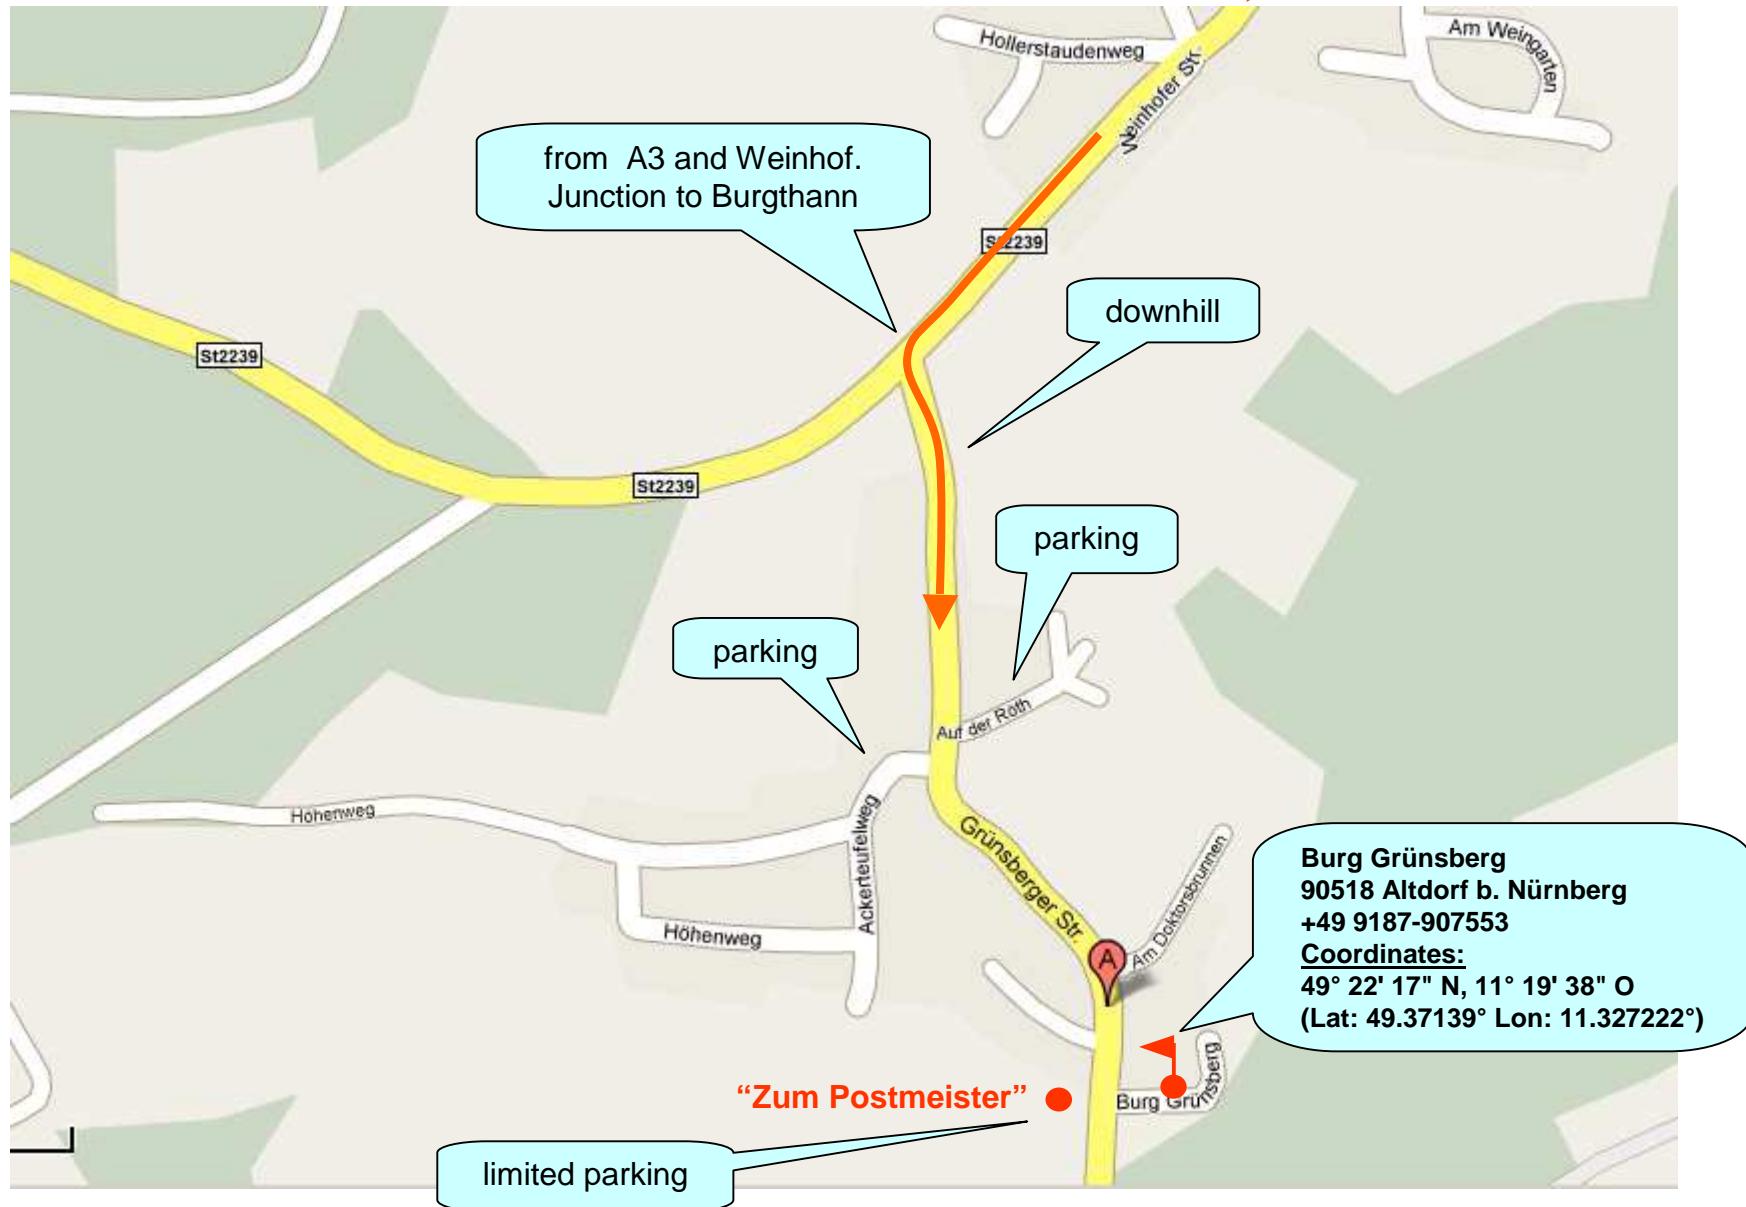 Hollerstaudenweg
Am Weingarten
Weinhofer Str.
from A3 and Weinhof.
Junction to Burgthann
St2239
downhill
St2239
St2239
parking
parking
Auf der Röth
Höhenweg
Ackerteufelweg
Grünsberger Str.
Am Doktorsbrunnen
Höhenweg
A
Burg Grünsberg
90518 Altdorf b. Nürnberg
+49 9187-907553
Coordinates:
49° 22' 17" N, 11° 19' 38" O
(Lat: 49.37139° Lon: 11.327222°)
“Zum Postmeister”
Burg Grünsberg
limited parking